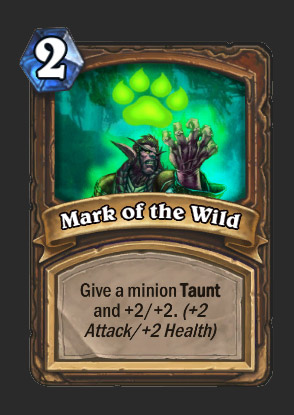 2
Mark of the Wild
Give a minion Taunt
and +2/+2. (+2
Attack/+2 Health)